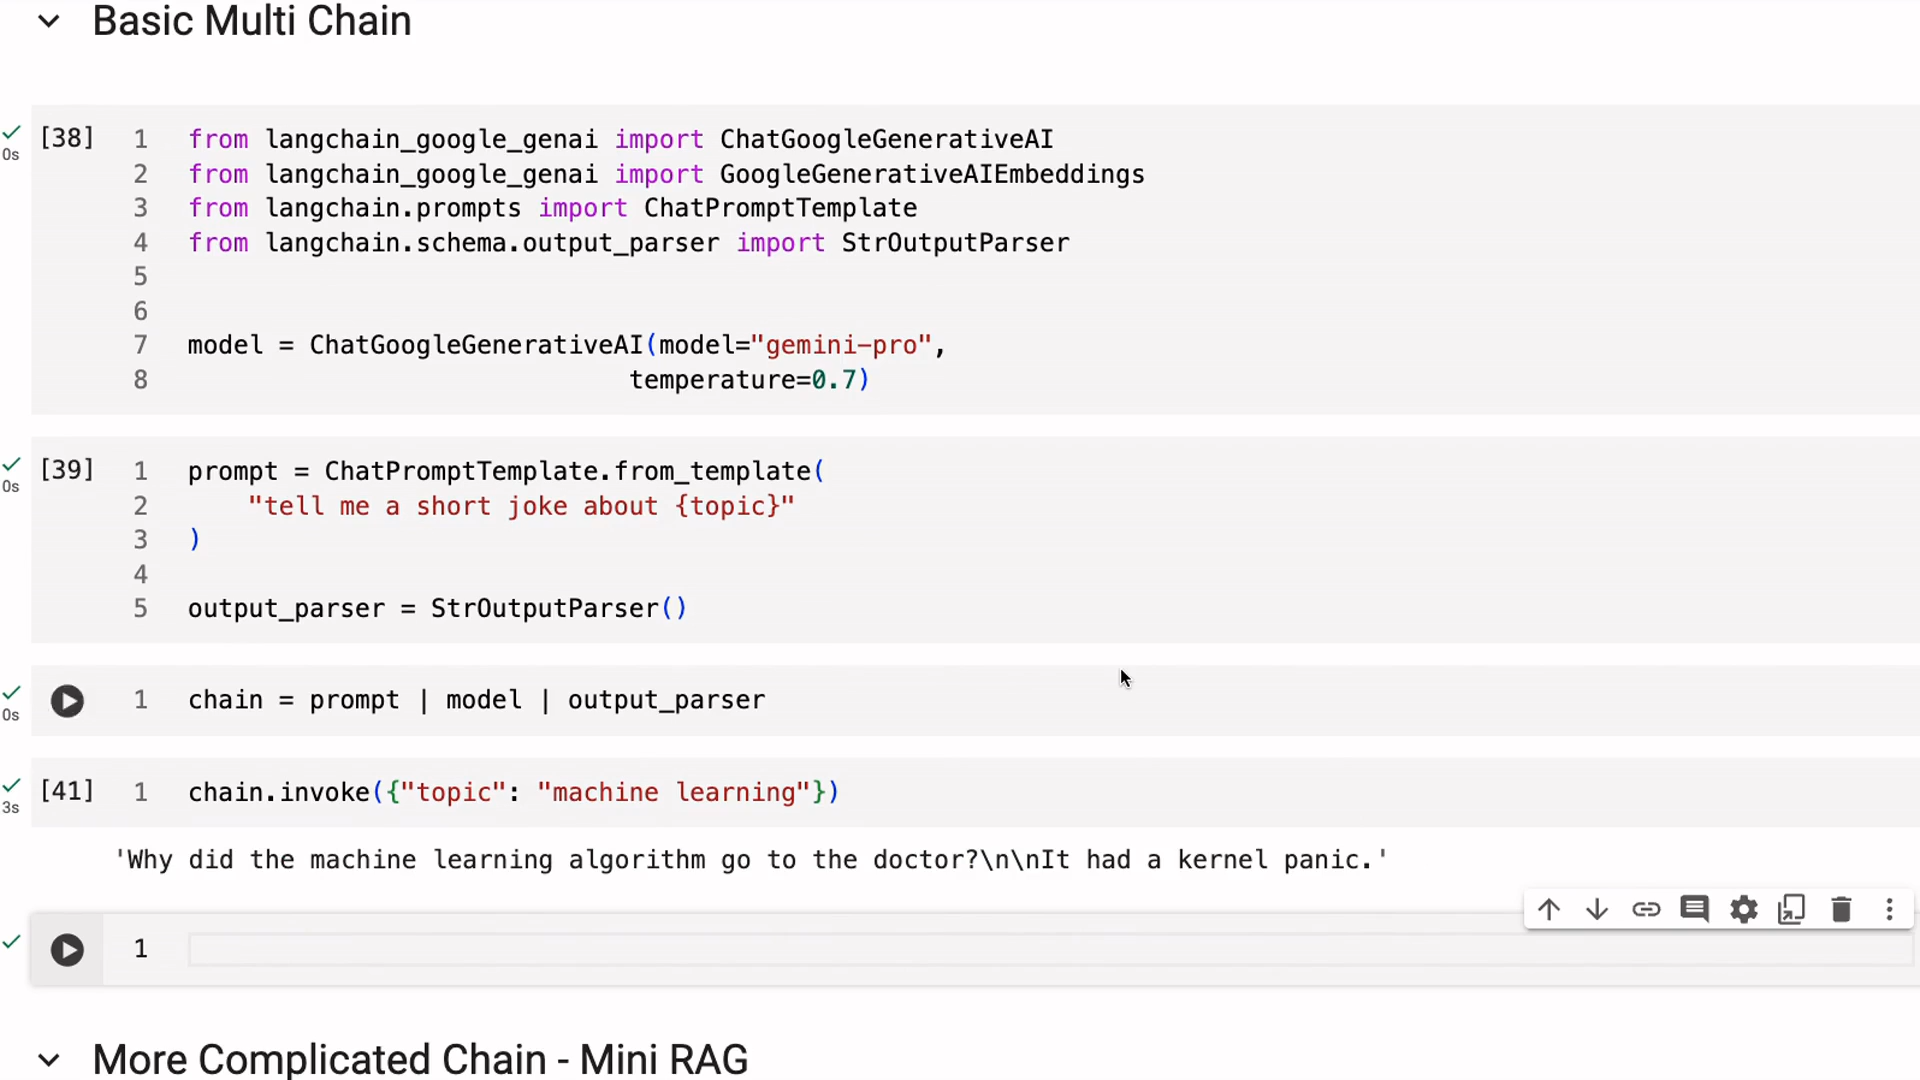 Basic Multi Chain
0s
[38]
1 from langchain_google_genai import ChatGoogleGenerativeAI
2 from langchain_google_genai import GoogleGenerativeAIEmbeddings
3 from langchain.prompts import ChatPromptTemplate
4 from langchain.schema.output_parser import StrOutputParser
5
6
7 model = ChatGoogleGenerativeAI(model="gemini-pro",
8                              temperature=0.7)
0s
[39]
1 prompt = ChatPromptTemplate.from_template(
2     "tell me a short joke about {topic}"
3 )
4
5 output_parser = StrOutputParser()
0s
1 chain = prompt | model | output_parser
3s
[41]
1 chain.invoke({"topic": "machine learning"})
'Why did the machine learning algorithm go to the doctor?\n\nIt had a kernel panic.'
1
More Complicated Chain - Mini RAG